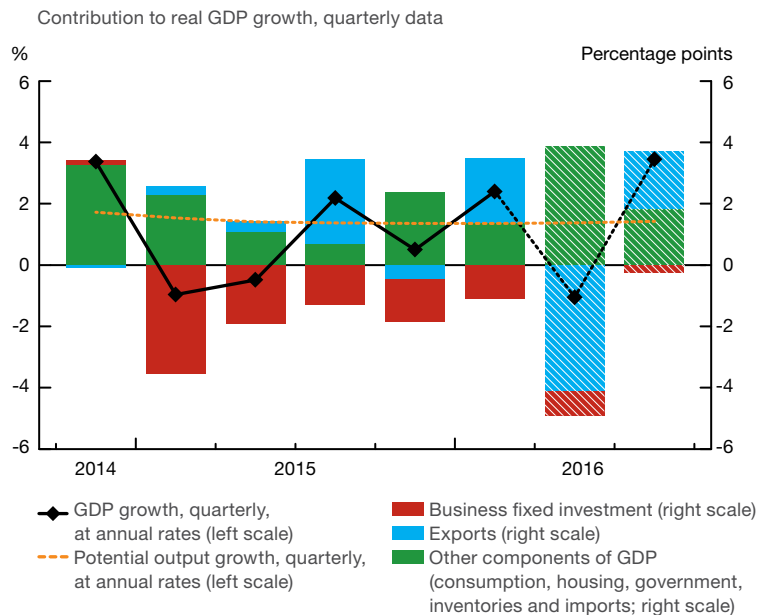 Contribution to real GDP growth, quarterly data
% Percentage points
6 6
4 4
2 2
0 0
-2 -2
-4 -4
-6 -6
2014 2015 2016
GDP growth, quarterly,
at annual rates (left scale)
Potential output growth, quarterly,
at annual rates (left scale)
Business fixed investment (right scale)
Exports (right scale)
Other components of GDP
(consumption, housing, government,
inventories and imports; right scale)